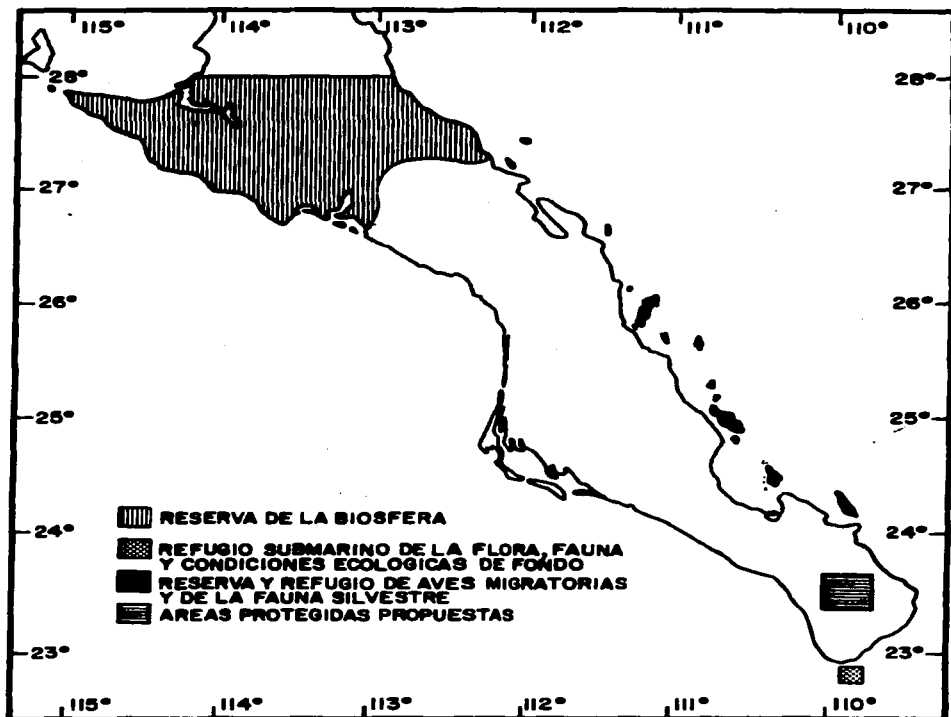 115° 114° 113° 112° 111° 110°
28° 28°
27° 27°
26° 26°
25° 25°
24° 24°
RESERVA DE LA BIOSFERA
REFUGIO SUBMARINO DE LA FLORA, FAUNA
Y CONDICIONES ECOLOGICAS DE FONDO
RESERVA Y REFUGIO DE AVES MIGRATORIAS
Y DE LA FAUNA SILVESTRE
AREAS PROTEGIDAS PROPUESTAS
23° 23°
115° 114° 113° 112° 111° 110°